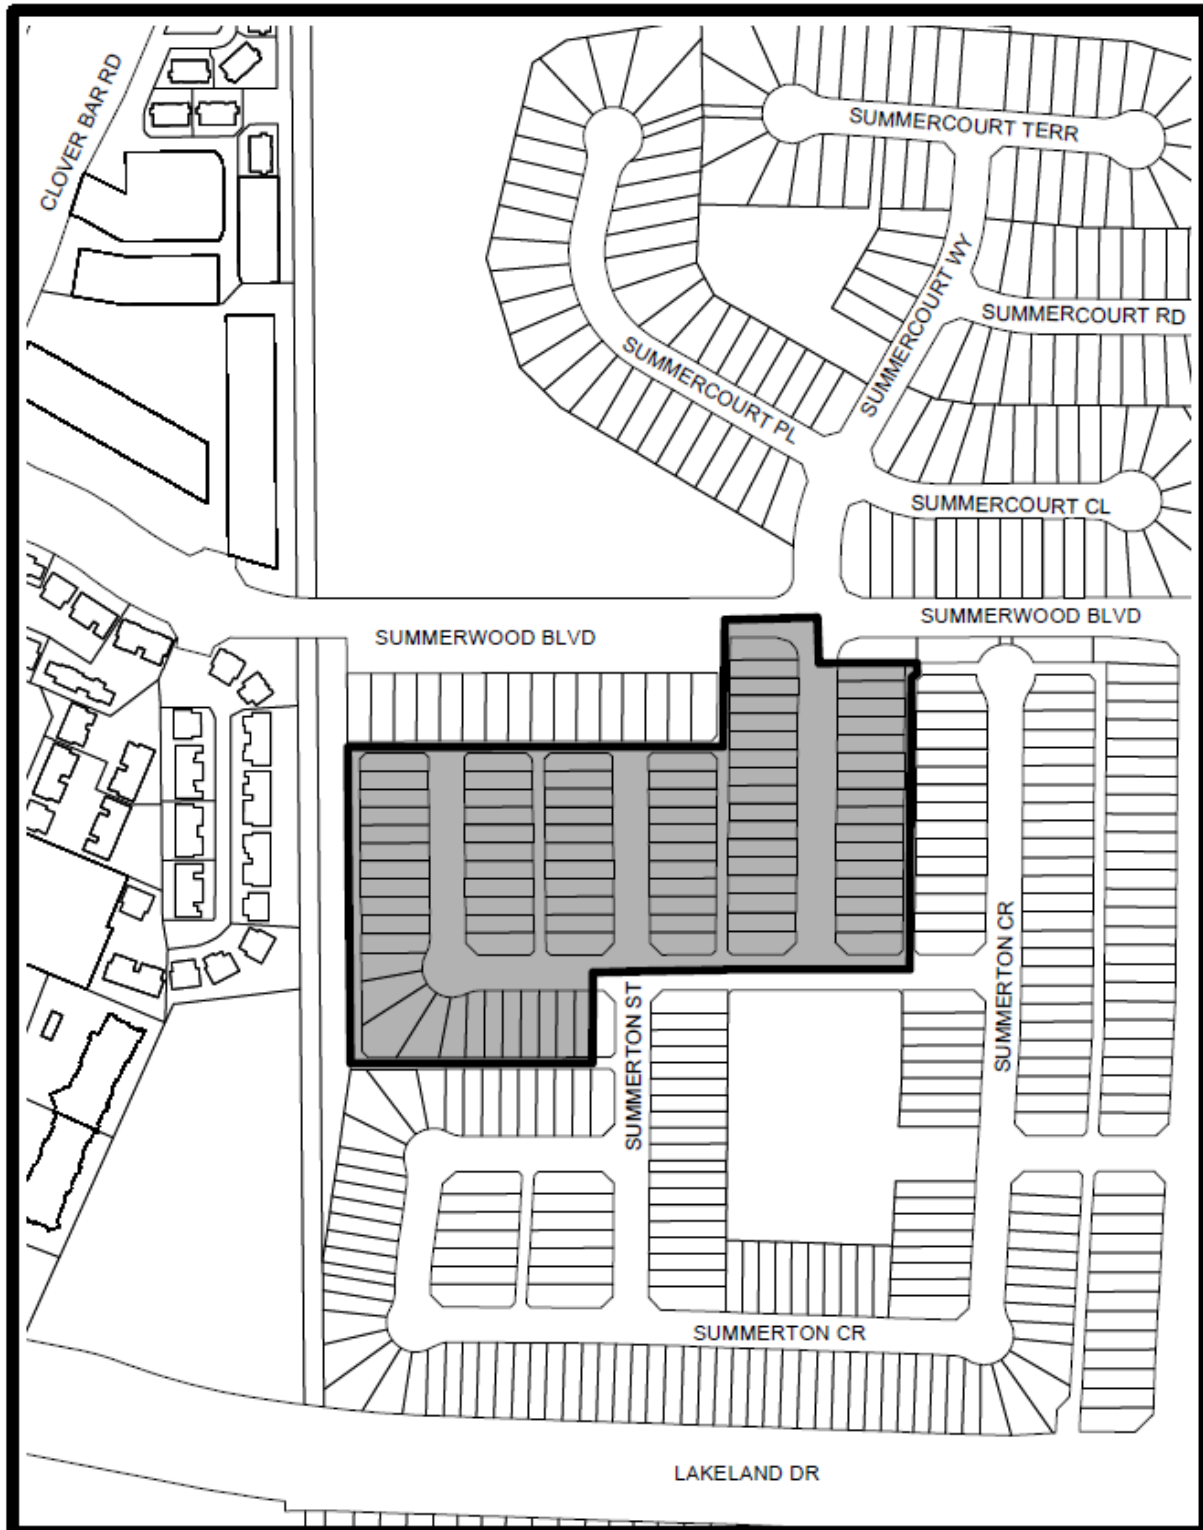 CLOVER BAR RD
SUMMERCOURT TERR
SUMMERCOURT WY
SUMMERCOURT RD
SUMMERCOURT PL
SUMMERCOURT CL
SUMMERWOOD BLVD
SUMMERWOOD BLVD
SUMMERTON CR
SUMMERTON ST
SUMMERTON CR
LAKELAND DR